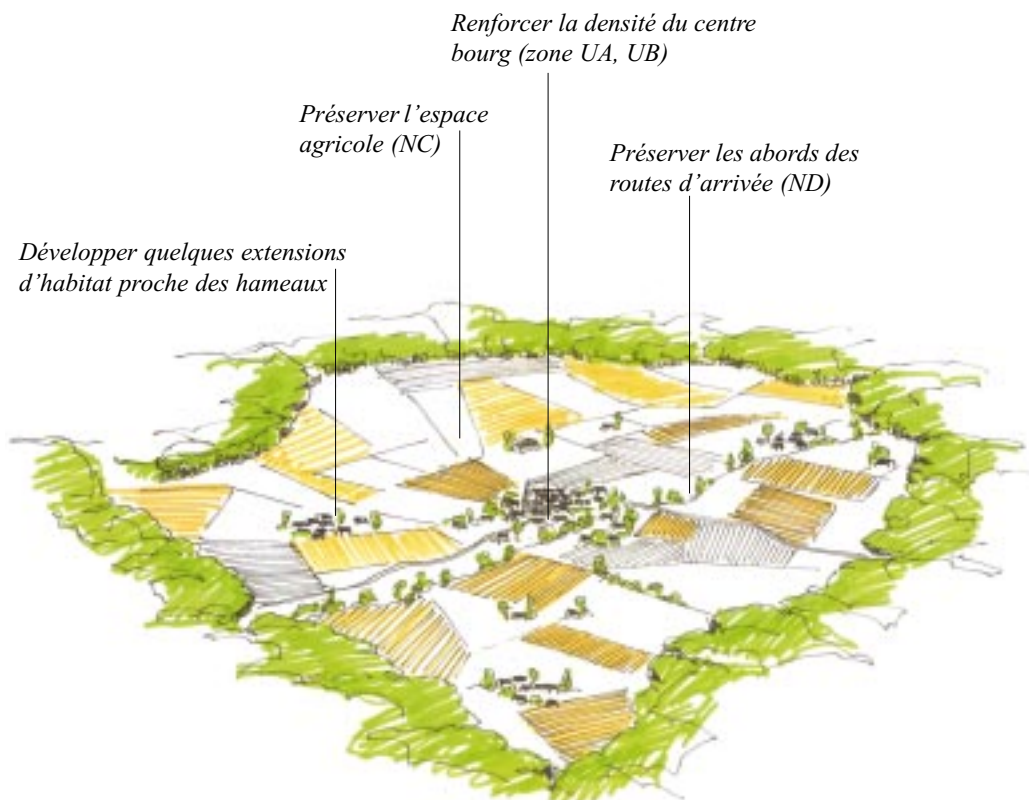 Renforcer la densité du centre
bourg (zone UA, UB)
Préserver l'espace
agricole (NC)
Préserver les abords des
routes d'arrivée (ND)
Développer quelques extensions
d'habitat proche des hameaux